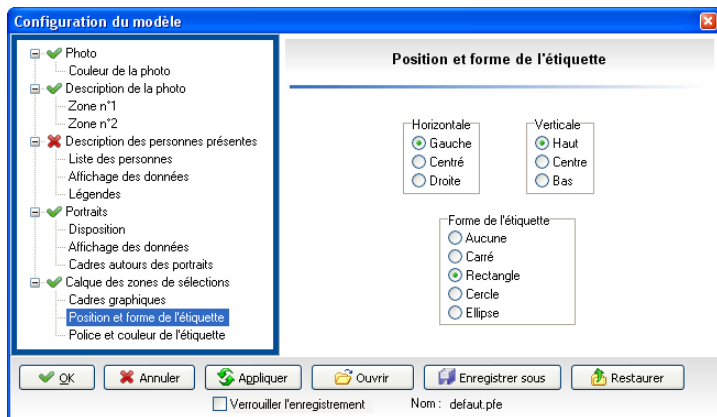 Configuration du modèle
Photo
Couleur de la photo
Description de la photo
Zone n°1
Zone n°2
Description des personnes présentes
Liste des personnes
Affichage des données
Légendes
Portraits
Disposition
Affichage des données
Cadres autours des portraits
Calque des zones de sélections
Cadres graphiques
Position et forme de l'étiquette
Police et couleur de l'étiquette
Position et forme de l'étiquette
Horizontale
Gauche
Centré
Droite
Verticale
Haut
Centre
Bas
Forme de l'étiquette
Aucune
Carré
Rectangle
Cercle
Ellipse
OK
Annuler
Appliquer
Ouvrir
Enregistrer sous
Restaurer
Verrouiller l'enregistrement
Nom : defaut.pfe